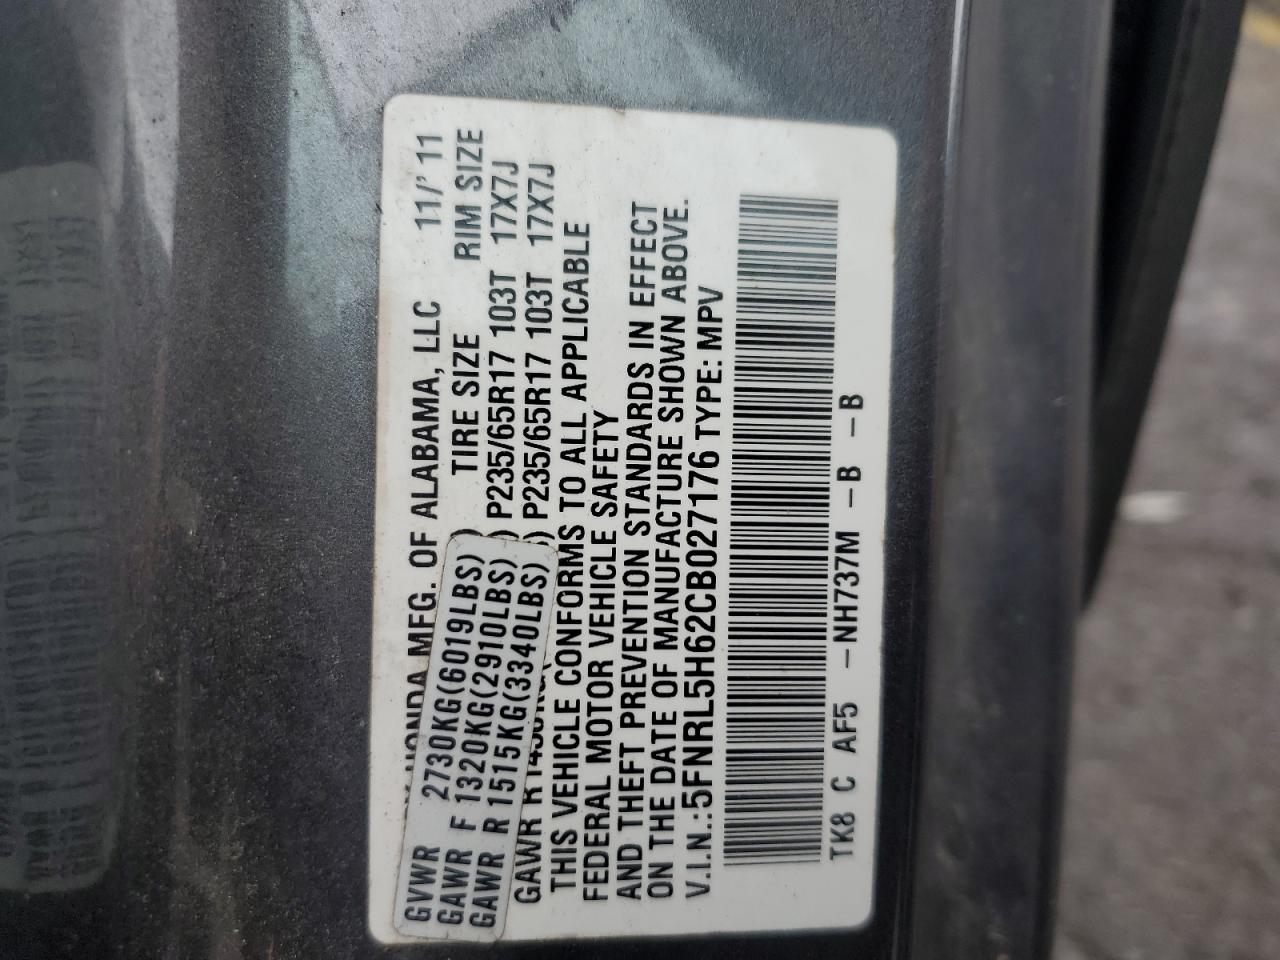 HONDA MFG. OF ALABAMA, LLC 11/'11
TIRE SIZE RIM SIZE
GVWR 2730KG(6019LBS)
GAWR F 1320KG(2910LBS) ) P235/65R17 103T 17X7J
GAWR R 1515KG(3340LBS) ) P235/65R17 103T 17X7J
GAWR R
THIS VEHICLE CONFORMS TO ALL APPLICABLE
FEDERAL MOTOR VEHICLE SAFETY
AND THEFT PREVENTION STANDARDS IN EFFECT
ON THE DATE OF MANUFACTURE SHOWN ABOVE.
V.I.N.:5FNRL5H62CB027176 TYPE: MPV
TK8 C AF5 -NH737M -B -B